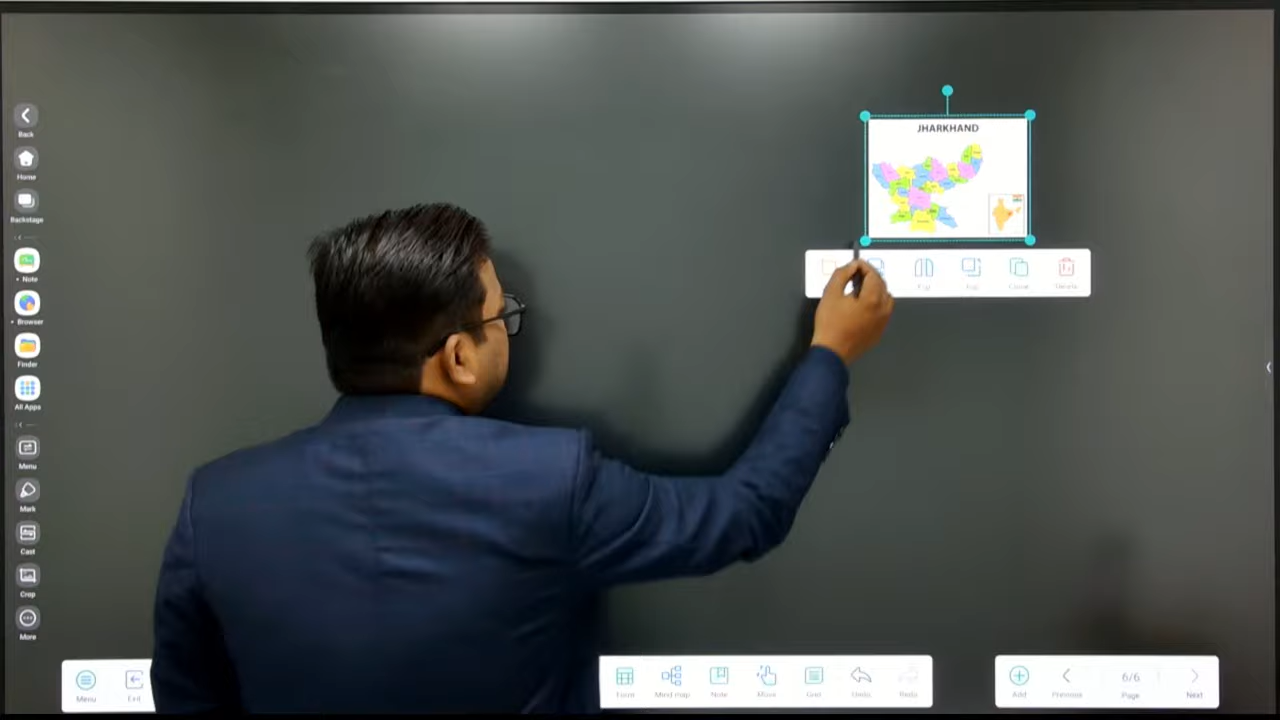 Back
Home
Backstage
Note
Browser
Finder
All Apps
Menu
Mark
Cast
Crop
More
JHARKHAND
Flip
Top
Clone
Delete
Menu
Exit
Mind map
Note
Move
Grid
Undo
Redo
Add
Previous
6/6
Page
Next